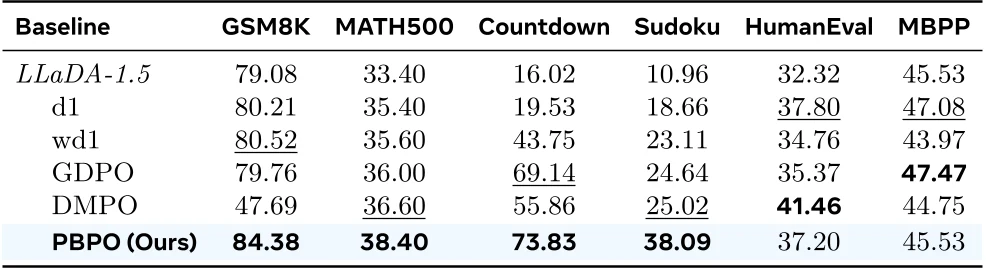 Baseline GSM8K MATH500 Countdown Sudoku HumanEval MBPP
LLaDA-1.5 79.08 33.40 16.02 10.96 32.32 45.53
d1 80.21 35.40 19.53 18.66 37.80 47.08
wd1 80.52 35.60 43.75 23.11 34.76 43.97
GDPO 79.76 36.00 69.14 24.64 35.37 47.47
DMPO 47.69 36.60 55.86 25.02 41.46 44.75
PBPO (Ours) 84.38 38.40 73.83 38.09 37.20 45.53